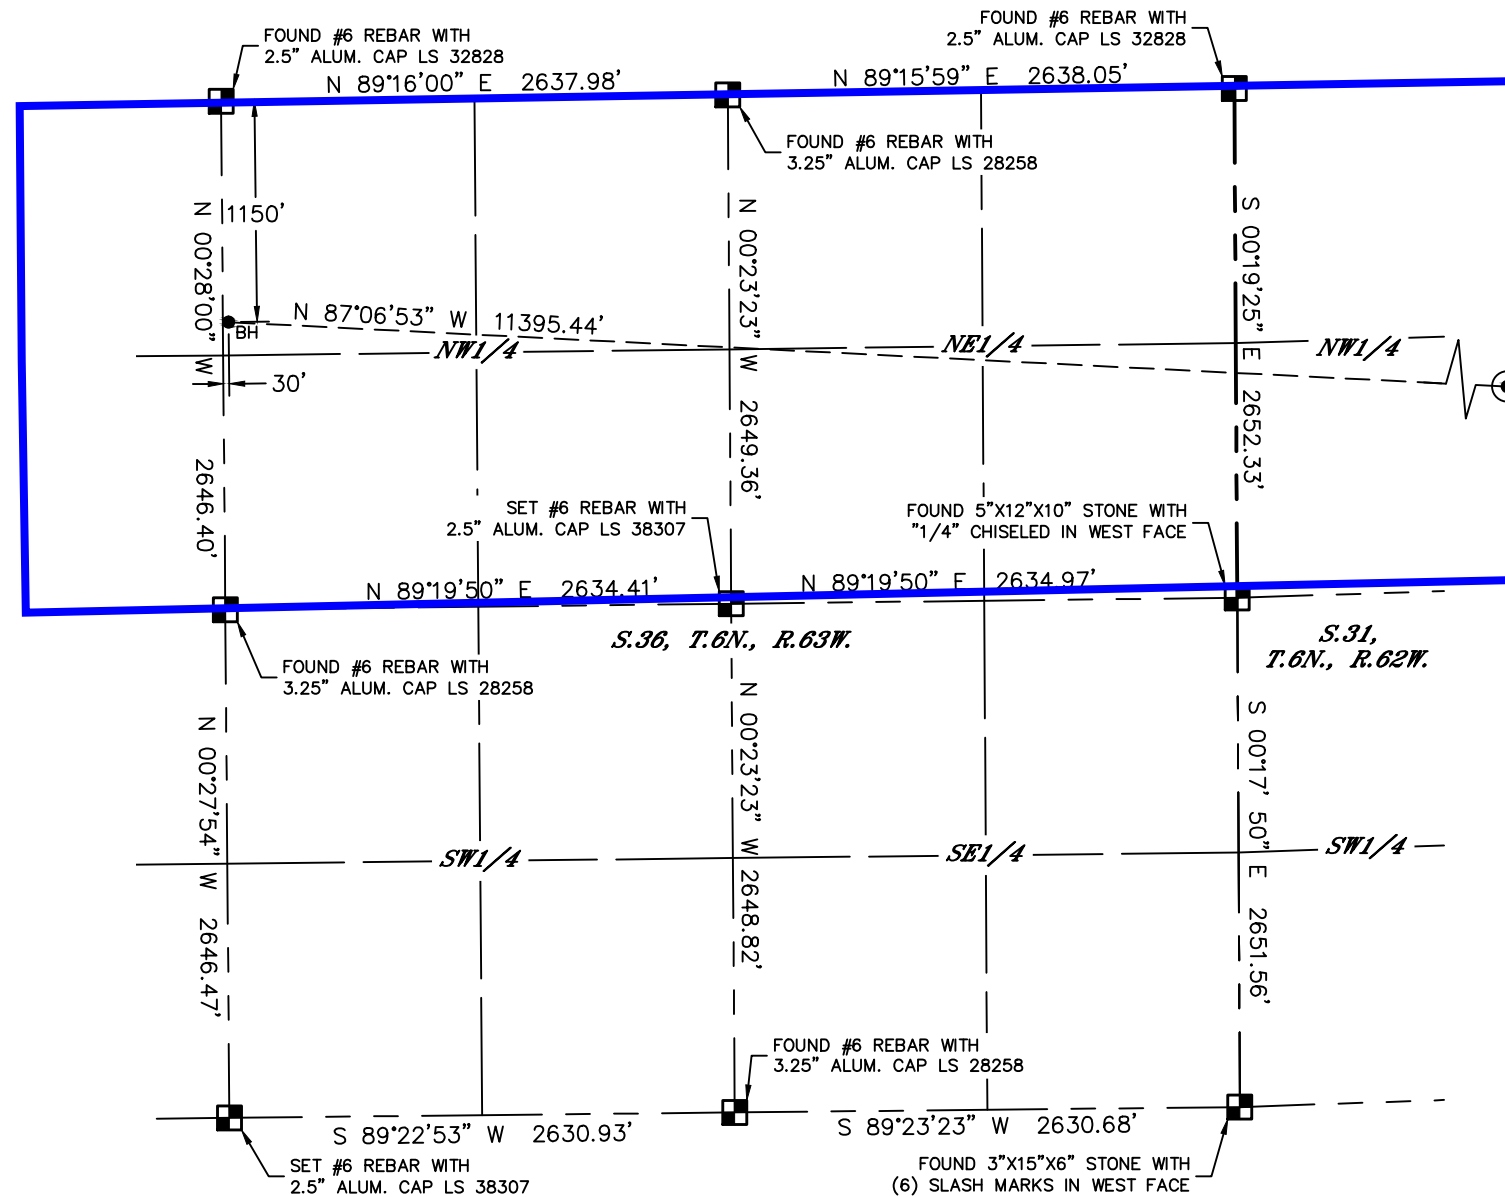 FOUND #6 REBAR WITH
2.5" ALUM. CAP LS 32828
FOUND #6 REBAR WITH
2.5" ALUM. CAP LS 32828
N 89°16'00" E 2637.98'
N 89°15'59" E 2638.05'
FOUND #6 REBAR WITH
3.25" ALUM. CAP LS 28258
1150'
N 00°28'00" W 2646.40'
N 00°23'23" W 2649.36'
S 00°19'25" E 2652.33'
N 87°06'53" W 11395.44'
BH
NW1/4
NE1/4
NW1/4
30'
SET #6 REBAR WITH
2.5" ALUM. CAP LS 38307
FOUND 5"X12"X10" STONE WITH
"1/4" CHISELED IN WEST FACE
N 89°19'50" E 2634.41'
N 89°19'50" E 2634.97'
S.36, T.6N., R.63W.
S.31,
T.6N., R.62W.
FOUND #6 REBAR WITH
3.25" ALUM. CAP LS 28258
N 00°27'54" W 2646.47'
N 00°23'23" W 2648.82'
S 00°17' 50" E 2651.56'
SW1/4
SE1/4
SW1/4
FOUND #6 REBAR WITH
3.25" ALUM. CAP LS 28258
S 89°22'53" W 2630.93'
S 89°23'23" W 2630.68'
SET #6 REBAR WITH
2.5" ALUM. CAP LS 38307
FOUND 3"X15"X6" STONE WITH
(6) SLASH MARKS IN WEST FACE